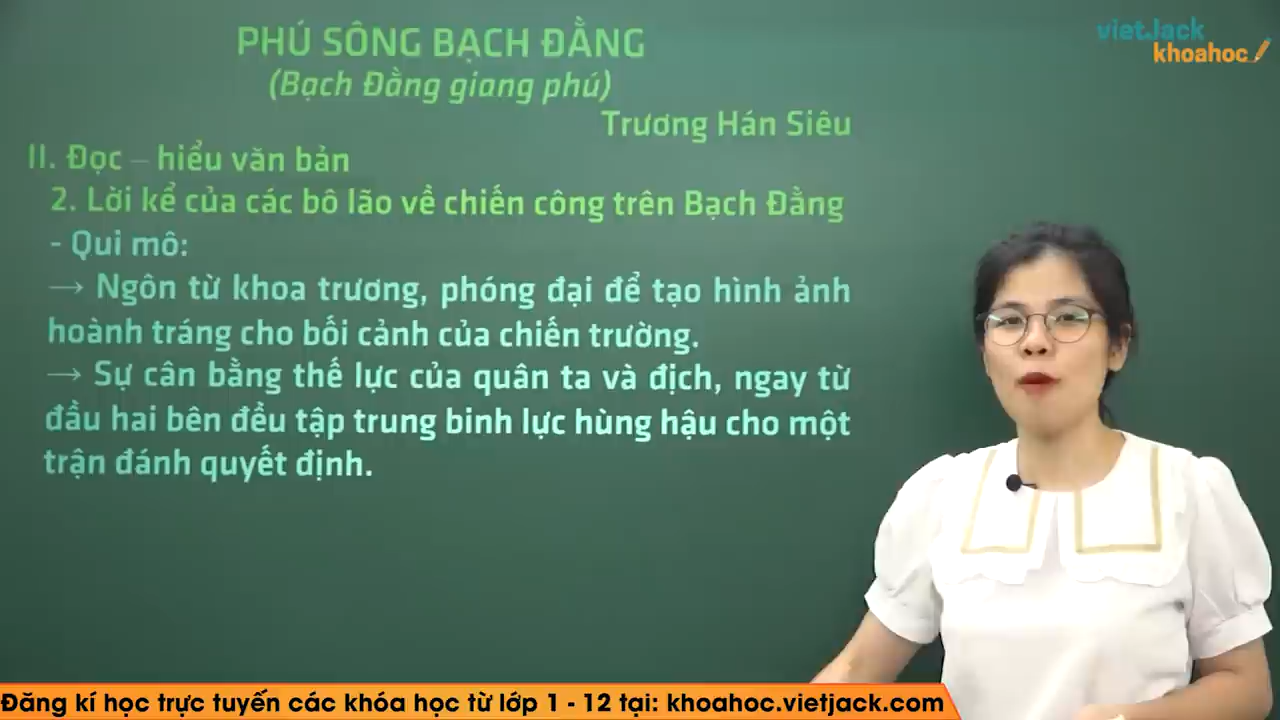 PHÚ SÔNG BẠCH ĐẰNG
(Bạch Đằng giang phú)
Trương Hán Siêu
II. Đọc – hiểu văn bản
2. Lời kể của các bô lão về chiến công trên Bạch Đằng
- Qui mô:
→ Ngôn từ khoa trương, phóng đại để tạo hình ảnh
hoành tráng cho bối cảnh của chiến trường.
→ Sự cân bằng thế lực của quân ta và địch, ngay từ
đầu hai bên đều tập trung binh lực hùng hậu cho một
trận đánh quyết định.
vietJack
khoahoc
Đăng kí học trực tuyến các khóa học từ lớp 1 - 12 tại: khoahoc.vietjack.com